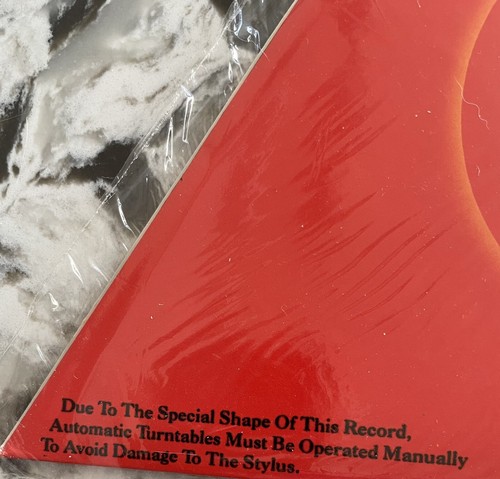 Due To The Special Shape Of This Record,
Automatic Turntables Must Be Operated Manually
To Avoid Damage To The Stylus.